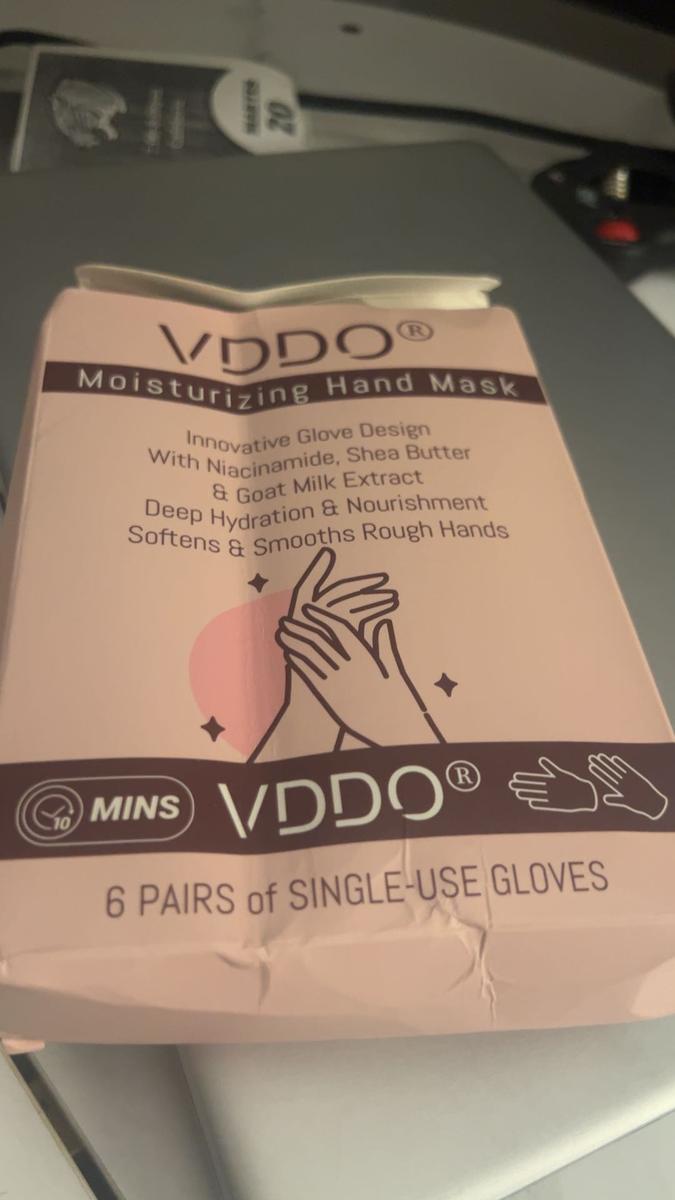 20
VDDO®
Moisturizing Hand Mask
Innovative Glove Design
With Niacinamide, Shea Butter
& Goat Milk Extract
Deep Hydration & Nourishment
Softens & Smooths Rough Hands
10 MINS
VDDO®
6 PAIRS of SINGLE-USE GLOVES